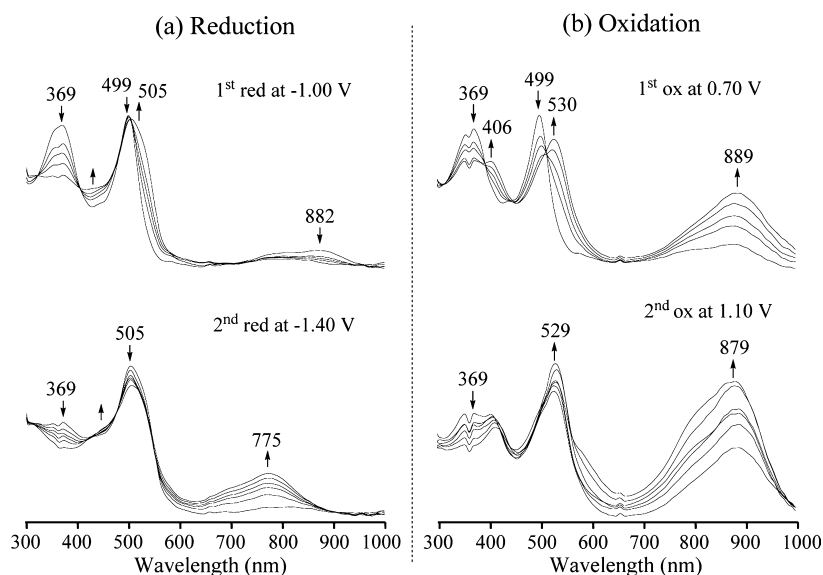 (a) Reduction
1st red at -1.00 V
369
499
505
882
2nd red at -1.40 V
369
505
775
300 400 500 600 700 800 900 1000
Wavelength (nm)
(b) Oxidation
1st ox at 0.70 V
369
406
499
530
889
2nd ox at 1.10 V
369
529
879
300 400 500 600 700 800 900 1000
Wavelength (nm)